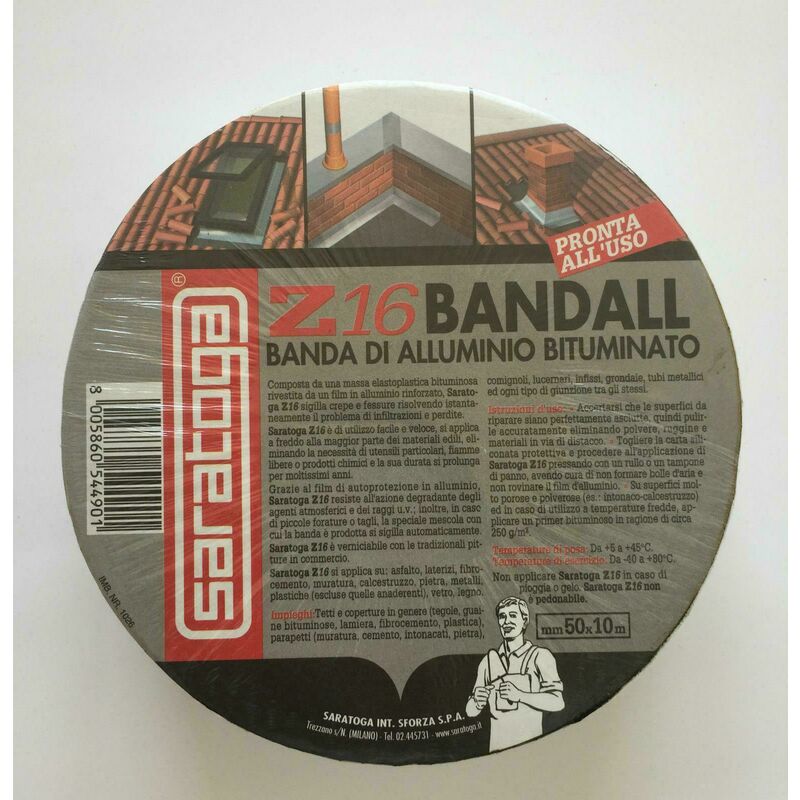 PRONTA
ALL'USO
saratoga®
Z16 BANDALL
BANDA DI ALLUMINIO BITUMINATO
Composta da una massa elastoplastica bituminosa
rivestita da un film in alluminio rinforzato, Sarato-
ga Z16 sigilla crepe e fessure risolvendo istanta-
neamente il problema di infiltrazioni e perdite.
Saratoga Z16 è di utilizzo facile e veloce, si applica
a freddo alla maggior parte dei materiali edili, eli-
minando la necessità di utensili particolari, fiamme
libere o prodotti chimici e la sua durata si prolunga
per moltissimi anni.
Grazie al film di autoprotezione in alluminio,
Saratoga Z16 resiste all'azione degradante degli
agenti atmosferici e dei raggi u.v.; inoltre, in caso
di piccole forature o tagli, la speciale mescola con
cui la banda è prodotta si sigilla automaticamente.
Saratoga Z16 è verniciabile con le tradizionali pit-
ture in commercio.
Saratoga Z16 si applica su: asfalto, laterizi, fibro-
cemento, muratura, calcestruzzo, pietra, metalli,
plastiche (escluse quelle anaderenti), vetro, legno.
Impieghi: Tetti e coperture in genere (tegole, guai-
ne bituminose, lamiera, fibrocemento, plastica),
parapetti (muratura, cemento, intonacati, pietra),
comignoli, lucernari, infissi, grondaie, tubi metallici
ed ogni tipo di giunzione tra gli stessi.
Istruzioni d'uso: • Accertarsi che le superfici da
riparare siano perfettamente asciutte, quindi pulir-
le accuratamente eliminando polvere, ruggine e
materiali in via di distacco. • Togliere la carta sili-
conata protettiva e procedere all'applicazione di
Saratoga Z16 pressando con un rullo o un tampone
di panno, avendo cura di non formare bolle d'aria e
non rovinare il film d'alluminio. • Su superfici mol-
to porose e polverose (es.: intonaco-calcestruzzo)
ed in caso di utilizzo a temperature fredde, ap-
plicare un primer bituminoso in ragione di circa
250 g/m².
Temperatura di posa: Da +5 a +45°C.
Temperatura di esercizio: Da -40 a +80°C.
Non applicare Saratoga Z16 in caso di
pioggia o gelo. Saratoga Z16 non
è pedonabile.
mm 50x10 m
8 005860 544901
IMB. NR. 1026
SARATOGA INT. SFORZA S.P.A.
Trezzano s/N. (MILANO) - Tel. 02.445731 - www.saratoga.it